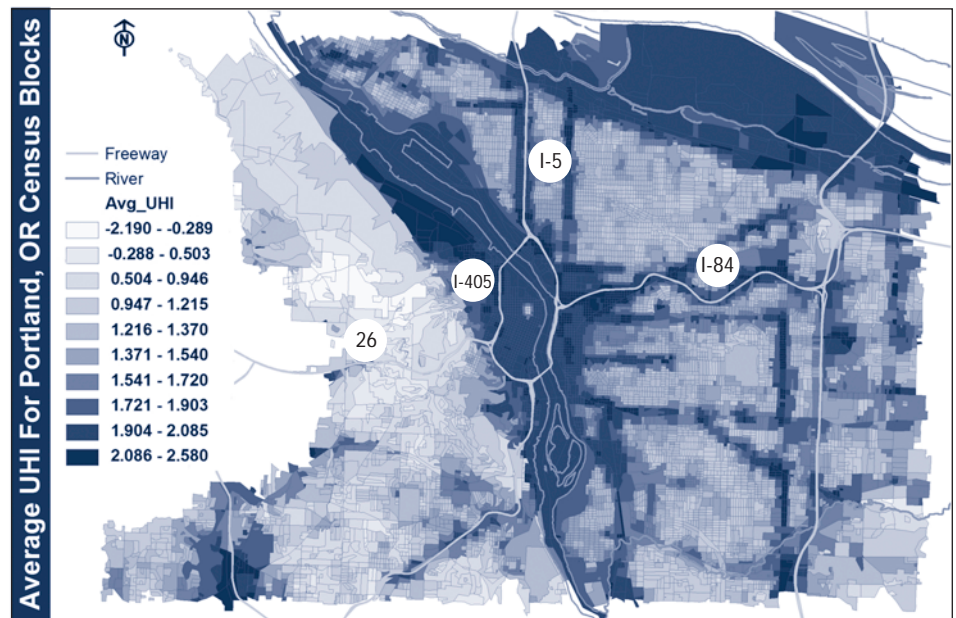 Average UHI For Portland, OR Census Blocks
N
Freeway
River
Avg_UHI
-2.190 - -0.289
-0.288 - 0.503
0.504 - 0.946
0.947 - 1.215
1.216 - 1.370
1.371 - 1.540
1.541 - 1.720
1.721 - 1.903
1.904 - 2.085
2.086 - 2.580
I-5
I-84
I-405
26